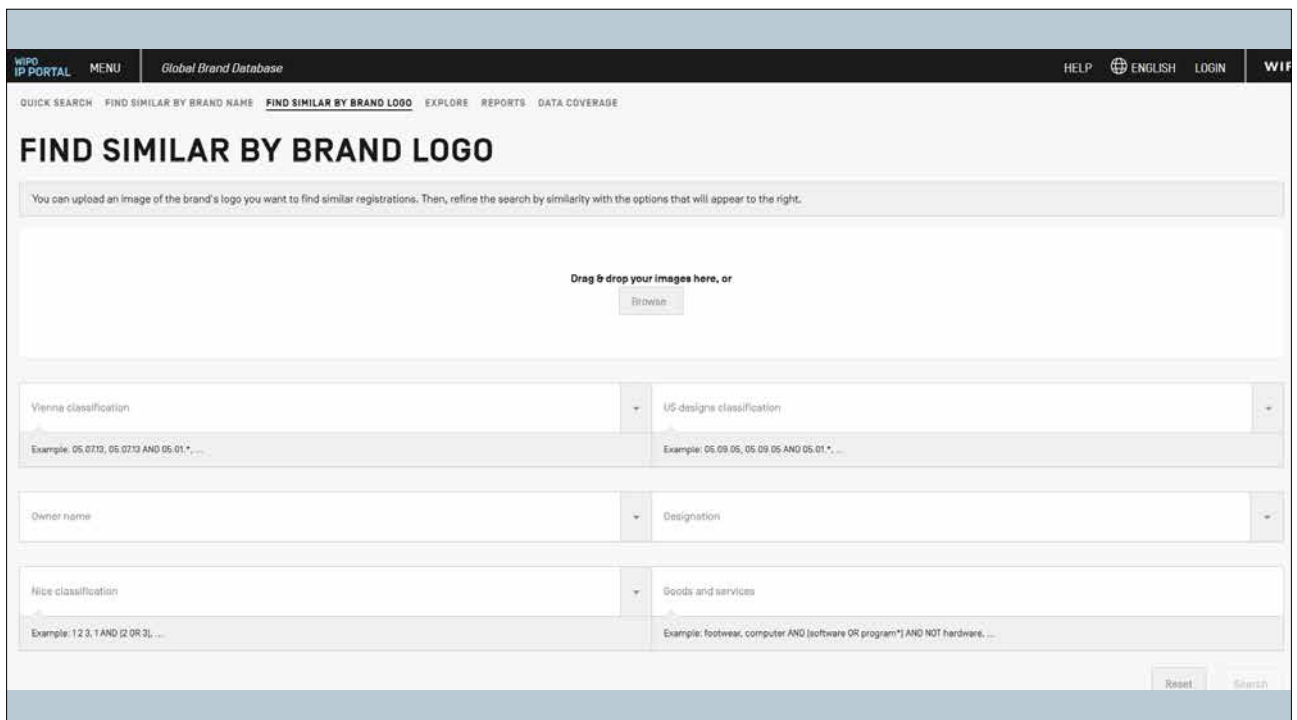 WIPO
IP PORTAL MENU Global Brand Database HELP ENGLISH LOGIN
QUICK SEARCH FIND SIMILAR BY BRAND NAME FIND SIMILAR BY BRAND LOGO EXPLORE REPORTS DATA COVERAGE
FIND SIMILAR BY BRAND LOGO
You can upload an image of the brand's logo you want to find similar registrations. Then, refine the search by similarity with the options that will appear to the right.
Drag & drop your images here, or
Browse
Vienna classification US designs classification
Example: 05.07.13, 05.07.13 AND 05.01.*, ... Example: 05.09.05, 05.09.05 AND 05.01.*, ...
Owner name Designation
Nice classification Goods and services
Example: 1 2 3, 1 AND (2 OR 3), ... Example: footwear, computer AND (software OR program*) AND NOT hardware, ...
Reset Search